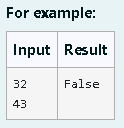 For example:
Input Result
32 False
43